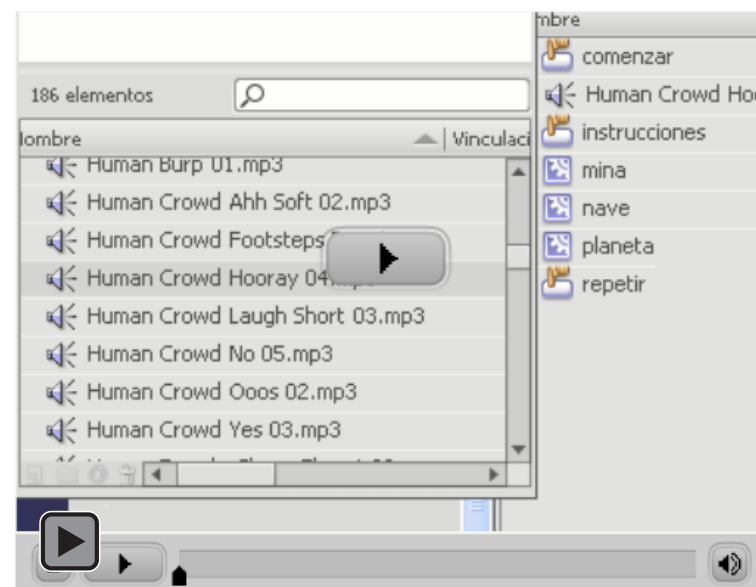 mbre
comenzar
Human Crowd Hoo
instrucciones
mina
nave
planeta
repetir
186 elementos
Nombre
Vinculaci
Human Burp 01.mp3
Human Crowd Ahh Soft 02.mp3
Human Crowd Footsteps
Human Crowd Hooray 04
Human Crowd Laugh Short 03.mp3
Human Crowd No 05.mp3
Human Crowd Ooos 02.mp3
Human Crowd Yes 03.mp3